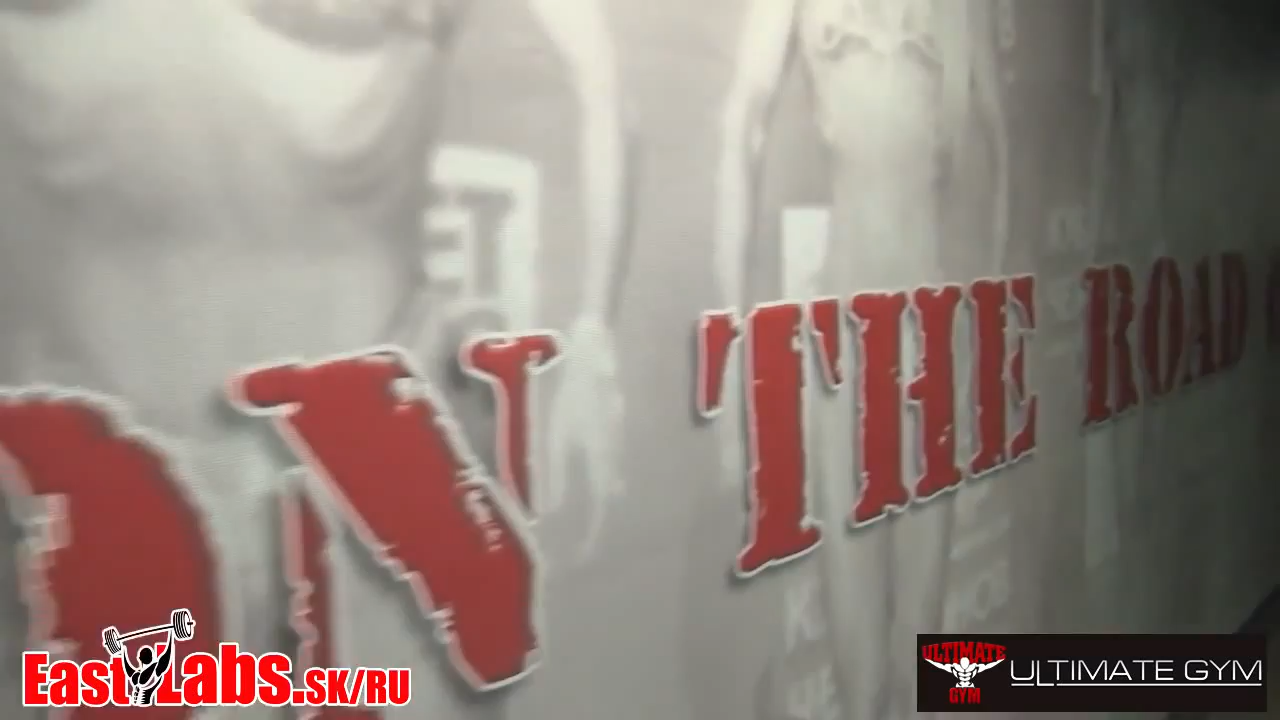 ON THE ROAD
EastLabs.SK/RU
ULTIMATE
GYM
ULTIMATE GYM